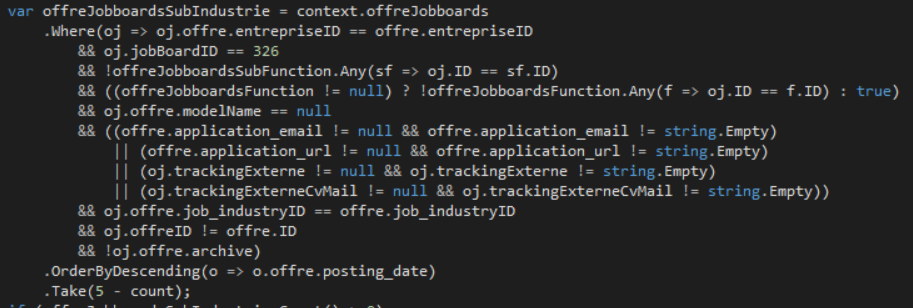 var offreJobboardsSubIndustrie = context.offreJobboards
.Where(oj => oj.offre.entrepriseID == offre.entrepriseID
&& oj.jobBoardID == 326
&& !offreJobboardsSubFunction.Any(sf => oj.ID == sf.ID)
&& ((offreJobboardsFunction != null) ? !offreJobboardsFunction.Any(f => oj.ID == f.ID) : true)
&& oj.offre.modelName == null
&& ((offre.application_email != null && offre.application_email != string.Empty)
|| (offre.application_url != null && offre.application_url != string.Empty)
|| (oj.trackingExterne != null && oj.trackingExterne != string.Empty)
|| (oj.trackingExterneCvMail != null && oj.trackingExterneCvMail != string.Empty))
&& oj.offre.job_industryID == offre.job_industryID
&& oj.offreID != offre.ID
&& !oj.offre.archive)
.OrderByDescending(o => o.offre.posting_date)
.Take(5 - count);